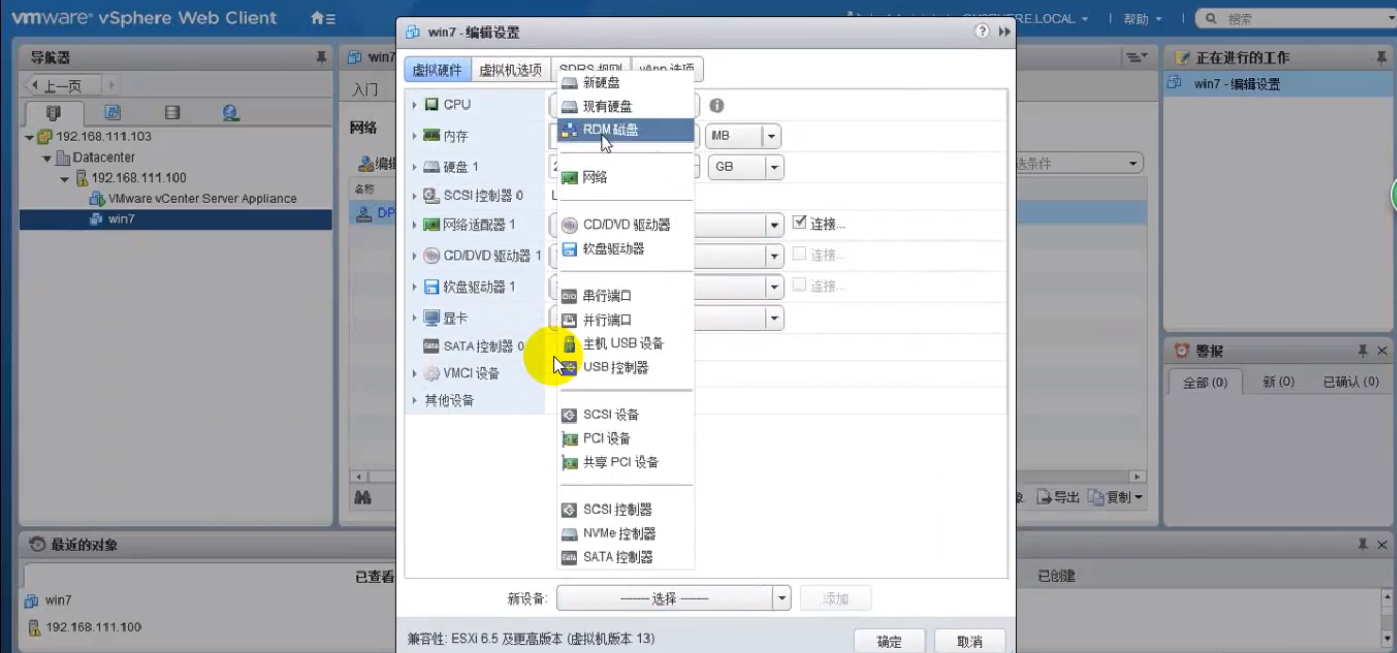 vmware® vSphere Web Client
SPHERE.LOCAL
帮助
搜索
导航器
上一页
192.168.111.103
Datacenter
192.168.111.100
VMware vCenter Server Appliance
win7
win7
入门
网络
编辑
名称
DP
win7 - 编辑设置
虚拟硬件
虚拟机选项
SDRS 规则
vApp 选项
CPU
内存
MB
硬盘 1
GB
SCSI 控制器 0
网络适配器 1
连接...
CD/DVD 驱动器 1
连接...
软盘驱动器 1
连接...
显卡
SATA 控制器 0
VMCI 设备
其他设备
新硬盘
现有硬盘
RDM 磁盘
网络
CD/DVD 驱动器
软盘驱动器
串行端口
并行端口
主机 USB 设备
USB 控制器
SCSI 设备
PCI 设备
共享 PCI 设备
SCSI 控制器
NVMe 控制器
SATA 控制器
新设备:
------- 选择 -------
添加
兼容性: ESXi 6.5 及更高版本 (虚拟机版本 13)
确定
取消
选条件
导出
复制
正在进行的工作
win7 - 编辑设置
警报
全部 (0)
新 (0)
已确认 (0)
最近的对象
已查看
已创建
win7
192.168.111.100